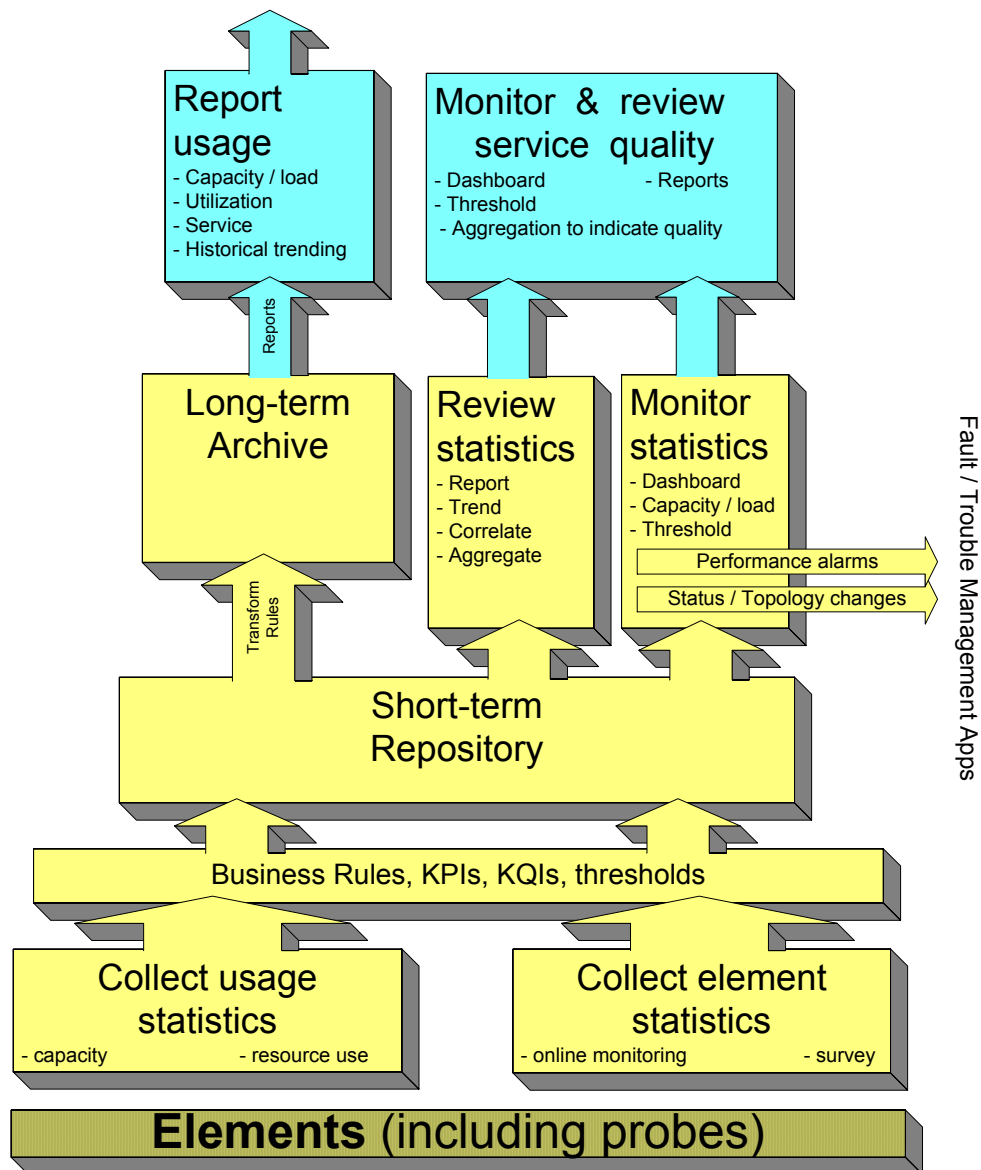 Report
usage
- Capacity / load
- Utilization
- Service
- Historical trending
Monitor & review
service quality
- Dashboard - Reports
- Threshold
- Aggregation to indicate quality
Reports
Long-term
Archive
Review
statistics
- Report
- Trend
- Correlate
- Aggregate
Monitor
statistics
- Dashboard
- Capacity / load
- Threshold
Performance alarms
Status / Topology changes
Fault / Trouble Management Apps
Transform
Rules
Short-term
Repository
Business Rules, KPIs, KQIs, thresholds
Collect usage
statistics
- capacity - resource use
Collect element
statistics
- online monitoring - survey
Elements (including probes)